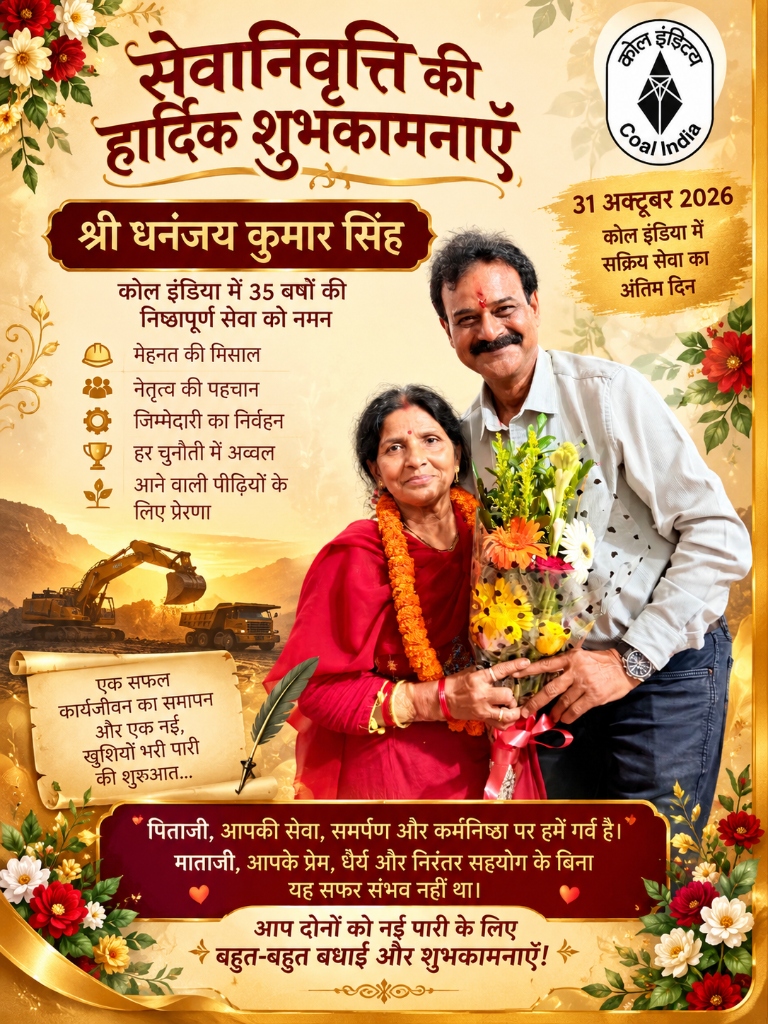 सेवानिवृत्ति की
हार्दिक शुभकामनाएँ
कोल इंडिया
Coal India
31 अक्टूबर 2026
कोल इंडिया में
सक्रिय सेवा का
अंतिम दिन
श्री धनंजय कुमार सिंह
कोल इंडिया में 35 बर्षो की
निष्ठापूर्ण सेवा को नमन
मेहनत की मिसाल
नेतृत्व की पहचान
जिम्मेदारी का निर्वहन
हर चुनौती में अव्वल
आने वाली पीढ़ियों के
लिए प्रेरणा
एक सफल
कार्यजीवन का समापन
और एक नई,
खुशियों भरी पारी
की शुरुआत...
पिताजी, आपकी सेवा, समर्पण और कर्मनिष्ठा पर हमें गर्व है।
माताजी, आपके प्रेम, धैर्य और निरंतर सहयोग के बिना
यह सफर संभव नहीं था।
आप दोनों को नई पारी के लिए
बहुत-बहुत बधाई और शुभकामनाएँ!